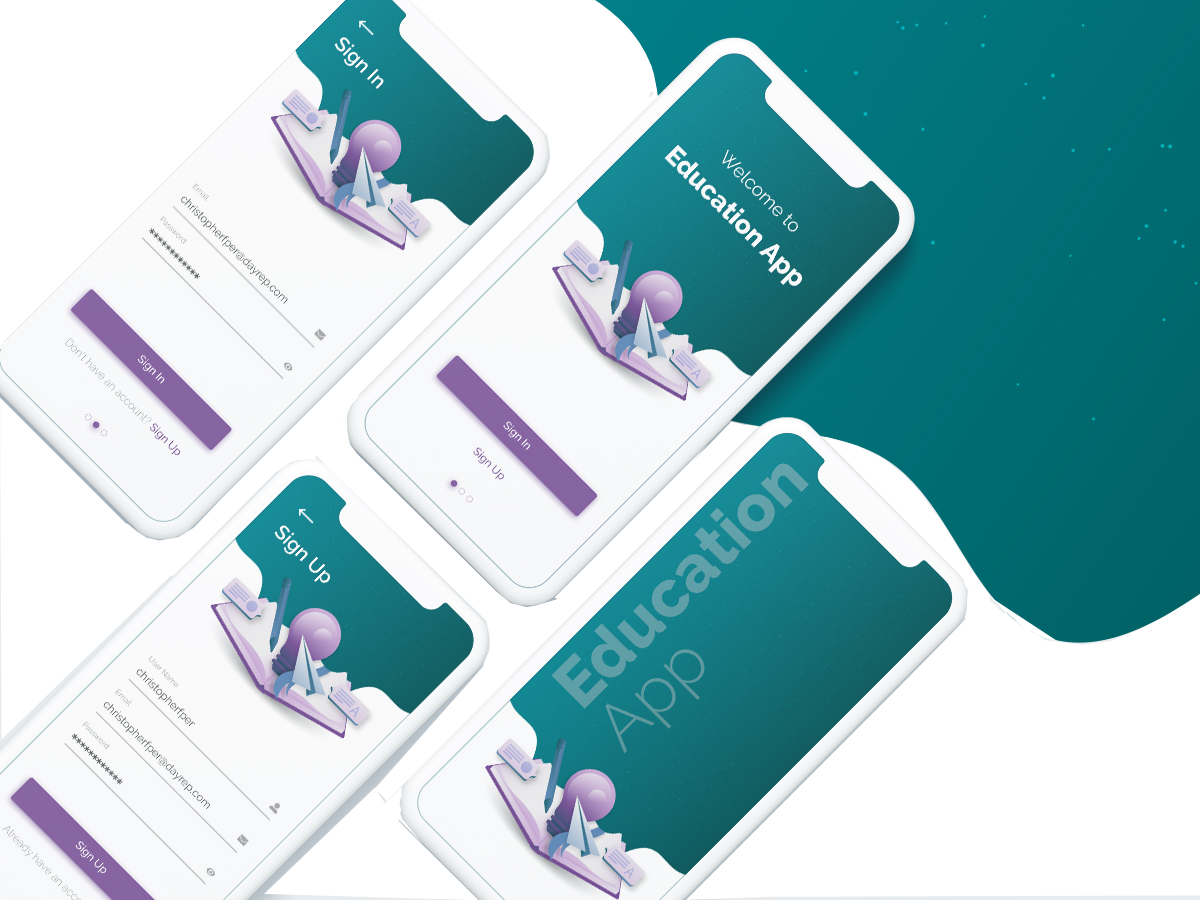 Sign In
Email
christopherfper@dayrep.com
Password
************
Sign In
Don't have an account? Sign Up
A
Welcome to
Education App
Sign In
Sign Up
A
Sign Up
User Name
christopherfper
Email
christopherfper@dayrep.com
Password
************
Sign Up
Already have an
A
Education
App
A